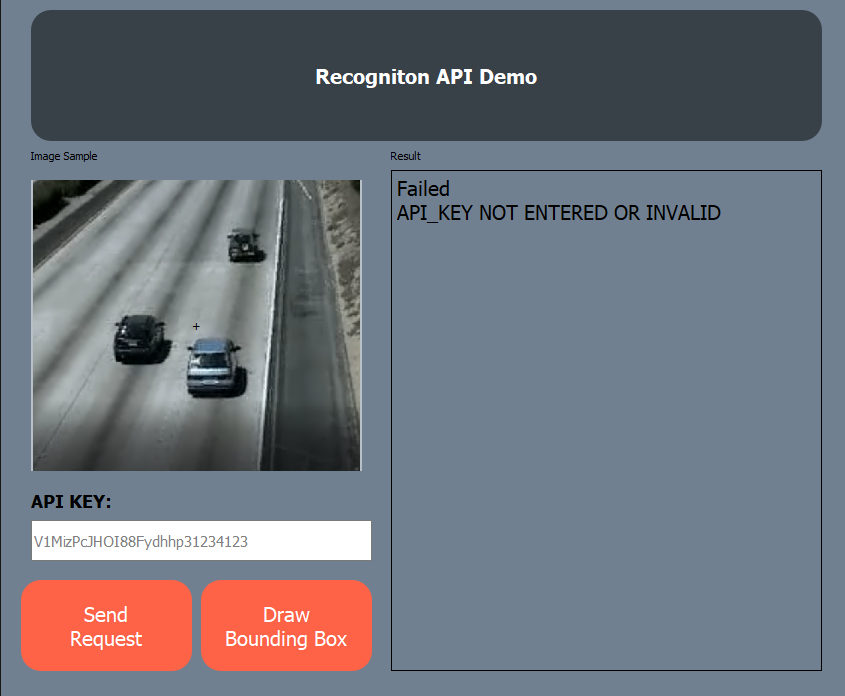 Recogniton API Demo
Image Sample
Result
Failed
API_KEY NOT ENTERED OR INVALID
API KEY:
V1MizPcJHOI88Fydhhp31234123
Send
Request
Draw
Bounding Box